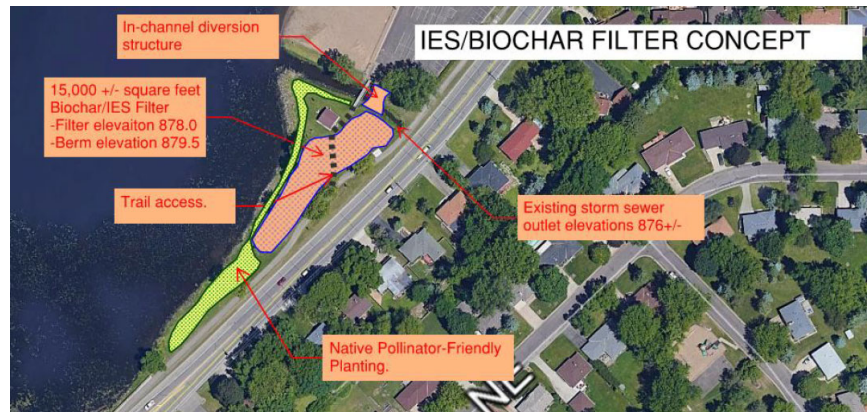 IES/BIOCHAR FILTER CONCEPT
In-channel diversion
structure
15,000 +/- square feet
Biochar/IES Filter
-Filter elevaiton 878.0
-Berm elevation 879.5
Trail access.
Existing storm sewer
outlet elevations 876+/-
Native Pollinator-Friendly
Planting.
NE